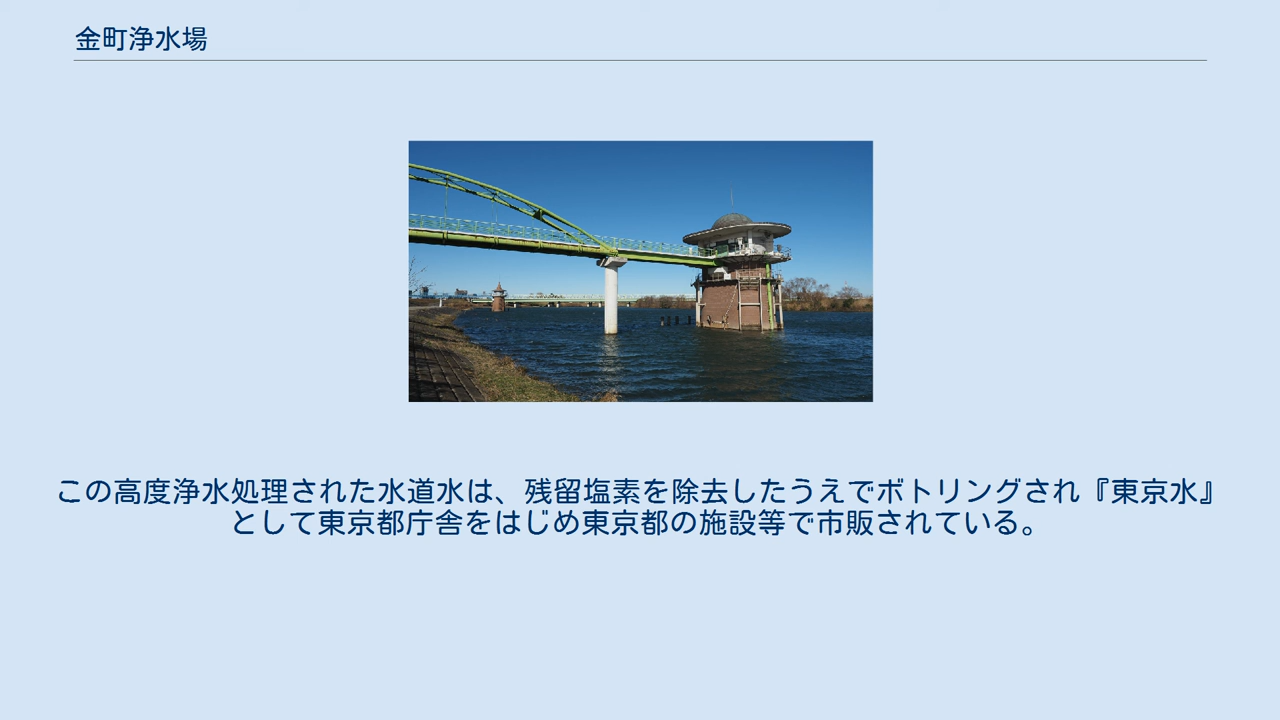 金町浄水場
この高度浄水処理された水道水は、残留塩素を除去したうえでボトリングされ『東京水』
として東京都庁舎をはじめ東京都の施設等で市販されている。